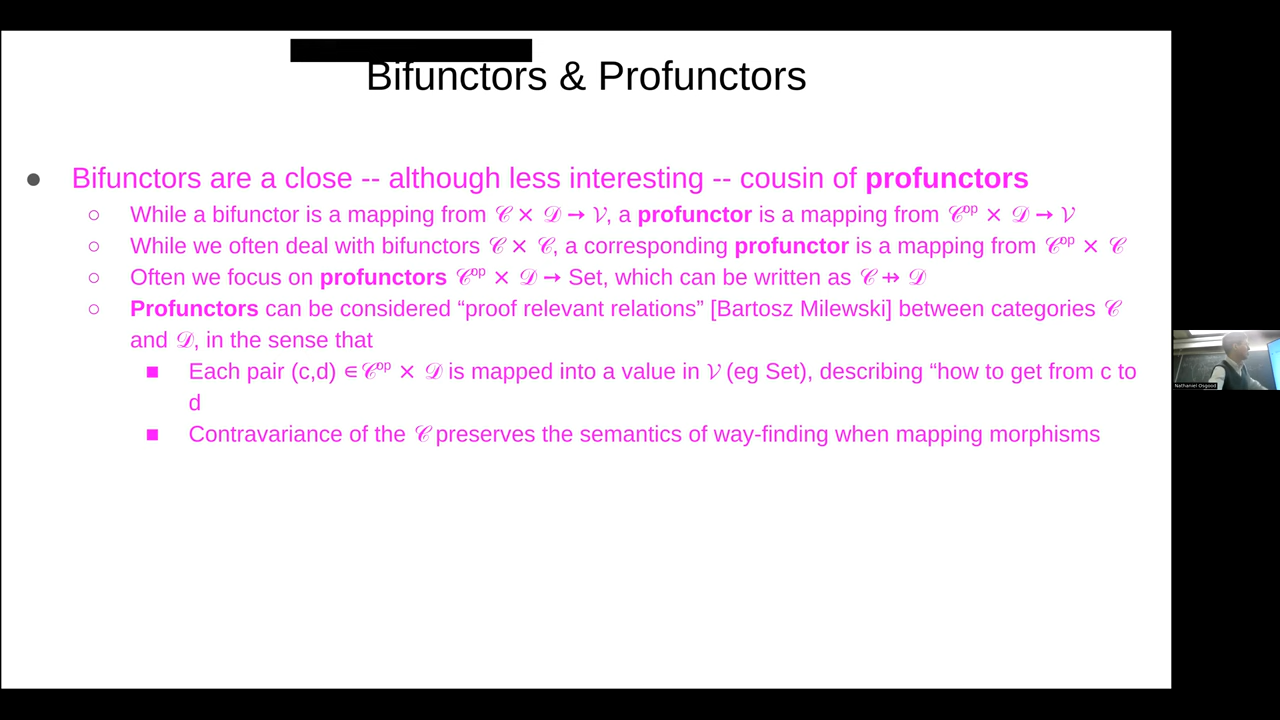 Bifunctors & Profunctors
● Bifunctors are a close -- although less interesting -- cousin of profunctors
○ While a bifunctor is a mapping from 𝒞 × 𝒟 → 𝒱, a profunctor is a mapping from 𝒞ᵒᵖ × 𝒟 → 𝒱
○ While we often deal with bifunctors 𝒞 × 𝒞, a corresponding profunctor is a mapping from 𝒞ᵒᵖ × 𝒞
○ Often we focus on profunctors 𝒞ᵒᵖ × 𝒟 → Set, which can be written as 𝒞 ⇸ 𝒟
○ Profunctors can be considered “proof relevant relations” [Bartosz Milewski] between categories 𝒞
and 𝒟, in the sense that
■ Each pair (c,d) ∊𝒞ᵒᵖ × 𝒟 is mapped into a value in 𝒱 (eg Set), describing “how to get from c to
d
■ Contravariance of the 𝒞 preserves the semantics of way-finding when mapping morphisms
Nathaniel Osgood